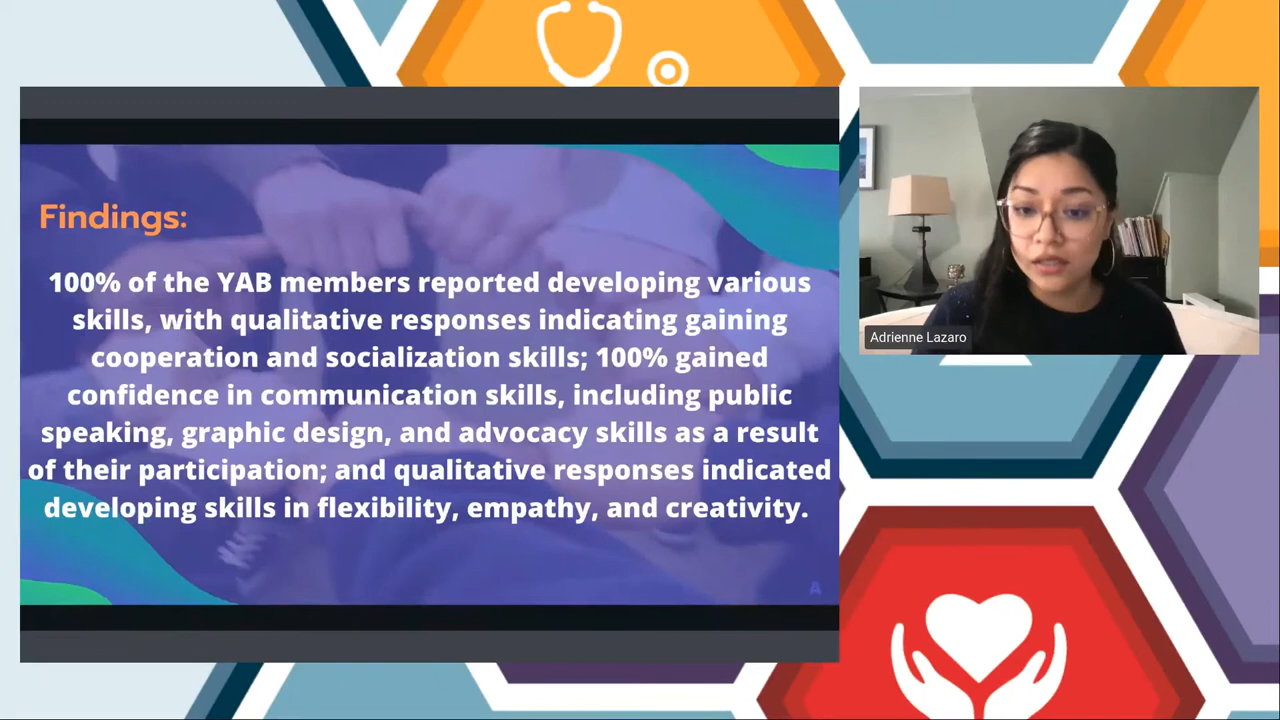 Findings:
100% of the YAB members reported developing various
skills, with qualitative responses indicating gaining
cooperation and socialization skills; 100% gained
confidence in communication skills, including public
speaking, graphic design, and advocacy skills as a result
of their participation; and qualitative responses indicated
developing skills in flexibility, empathy, and creativity.
A
Adrienne Lazaro